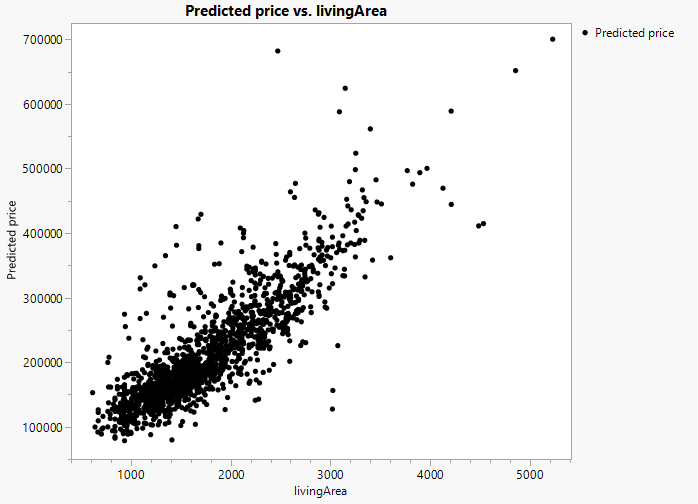 Predicted price vs. livingArea
Predicted price
700000
600000
500000
400000
300000
200000
100000
Predicted price
1000 2000 3000 4000 5000
livingArea